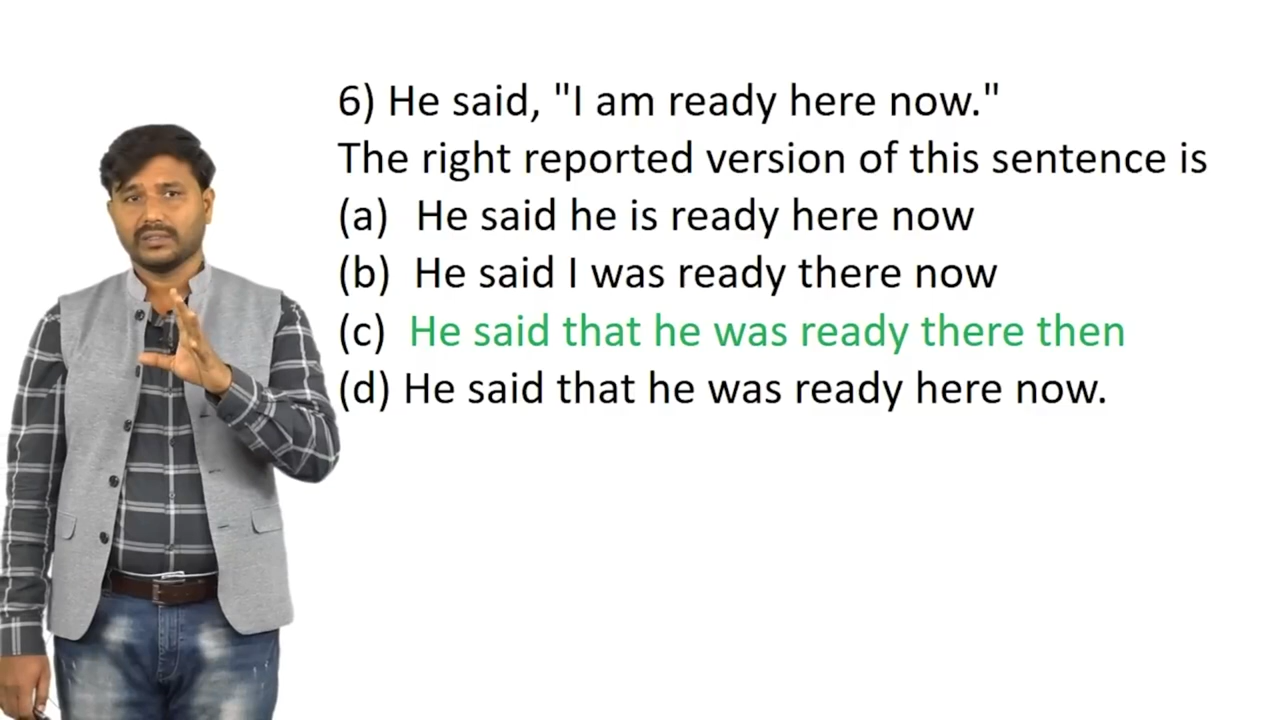 6) He said, "I am ready here now."
The right reported version of this sentence is
(a) He said he is ready here now
(b) He said I was ready there now
(c) He said that he was ready there then
(d) He said that he was ready here now.